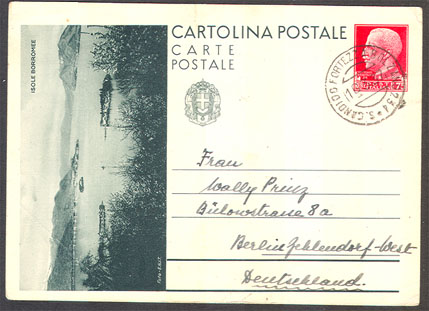 CARTOLINA POSTALE
CARTE
POSTALE
ISOLE BORROMEE
Frau
Wally Prinz
Bülowstrasse 8a
Berlin Zehlendorf-West
Deutschland.